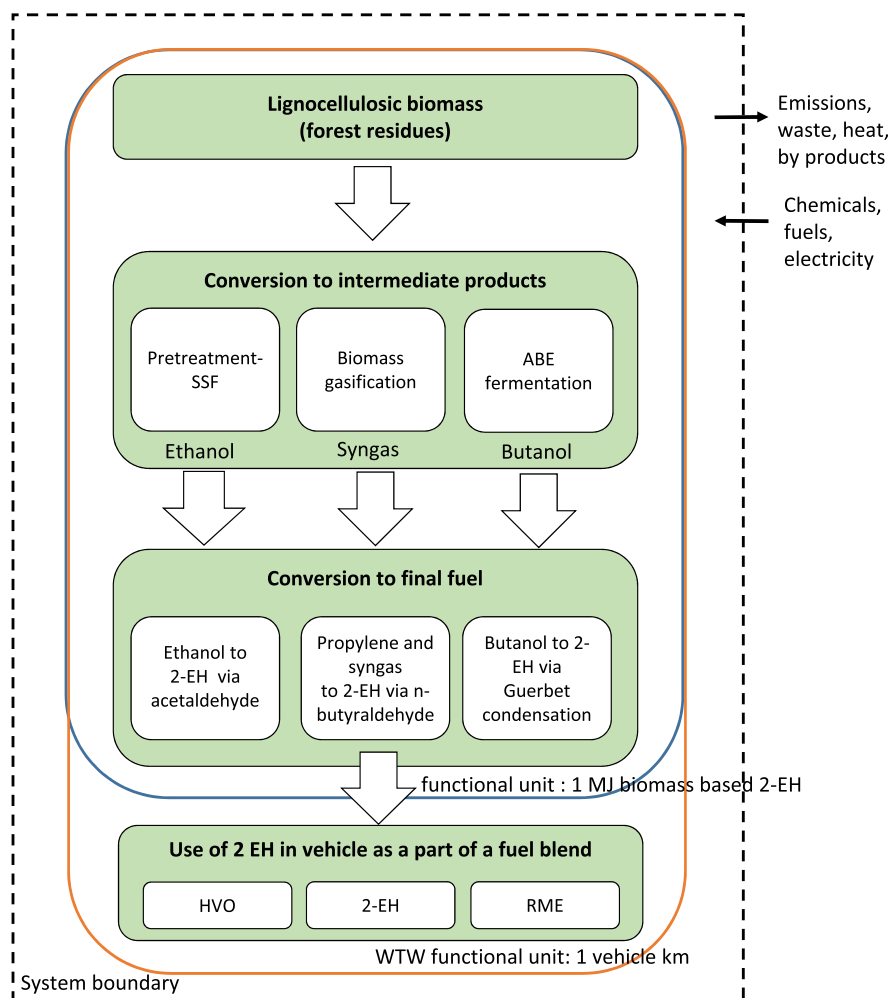 Lignocellulosic biomass
(forest residues)
Emissions,
waste, heat,
by products
Chemicals,
fuels,
electricity
Conversion to intermediate products
Pretreatment-
SSF
Biomass
gasification
ABE
fermentation
Ethanol
Syngas
Butanol
Conversion to final fuel
Ethanol to
2-EH via
acetaldehyde
Propylene and
syngas
to 2-EH via n-
butyraldehyde
Butanol to 2-
EH via
Guerbet
condensation
functional unit : 1 MJ biomass based 2-EH
Use of 2 EH in vehicle as a part of a fuel blend
HVO
2-EH
RME
WTW functional unit: 1 vehicle km
System boundary